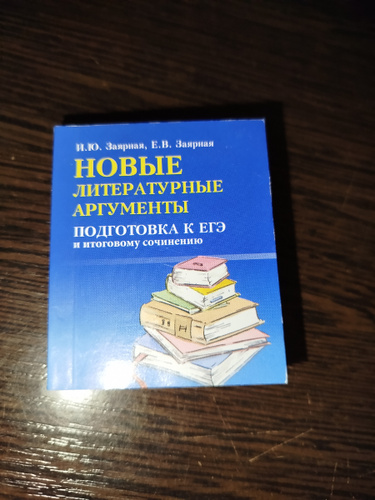 И.Ю. Заярная, Е.В. Заярная
НОВЫЕ
ЛИТЕРАТУРНЫЕ
АРГУМЕНТЫ
ПОДГОТОВКА К ЕГЭ
и итоговому сочинению